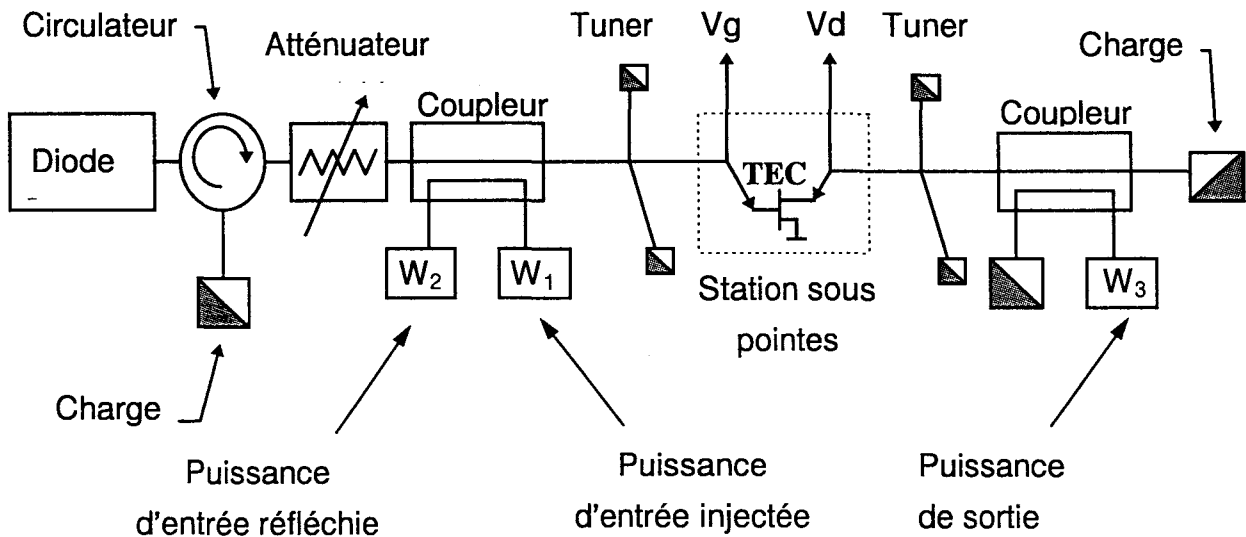 Circulateur
Atténuateur
Tuner
Vg
Vd
Tuner
Charge
Coupleur
Coupleur
Diode
TEC
W2
W1
W3
Station sous
pointes
Charge
Puissance
d'entrée réfléchie
Puissance
d'entrée injectée
Puissance
de sortie